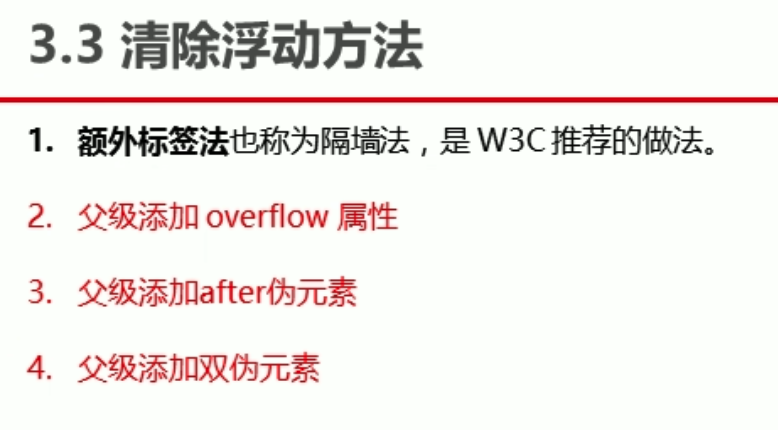 3.3 清除浮动方法
1. 额外标签法也称为隔墙法，是 W3C 推荐的做法。
2. 父级添加 overflow 属性
3. 父级添加after伪元素
4. 父级添加双伪元素